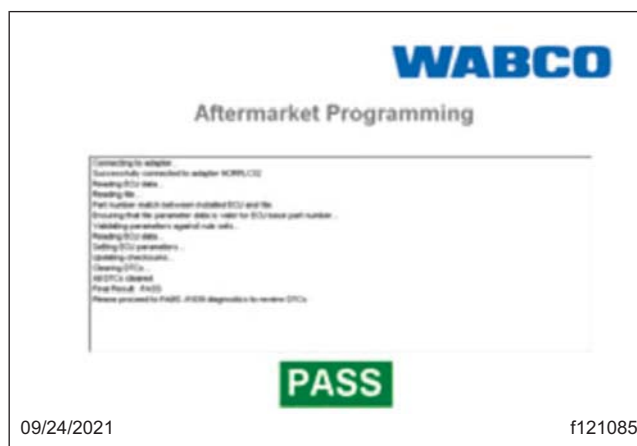 WABCO
Aftermarket Programming
Connecting to adapter...
Successfully connected to adapter
Reading ECU data...
Reading file...
Part number match between installed ECU and file.
Ensuring that file parameter data is valid for ECU base part number...
Validating parameters against rule sets...
Reading ECU data...
Setting ECU parameters...
Updating checksums...
Clearing DTCs...
All DTCs cleared.
Final Result: PASS
Please proceed to diagnostics to review DTCs
PASS
09/24/2021
f121085